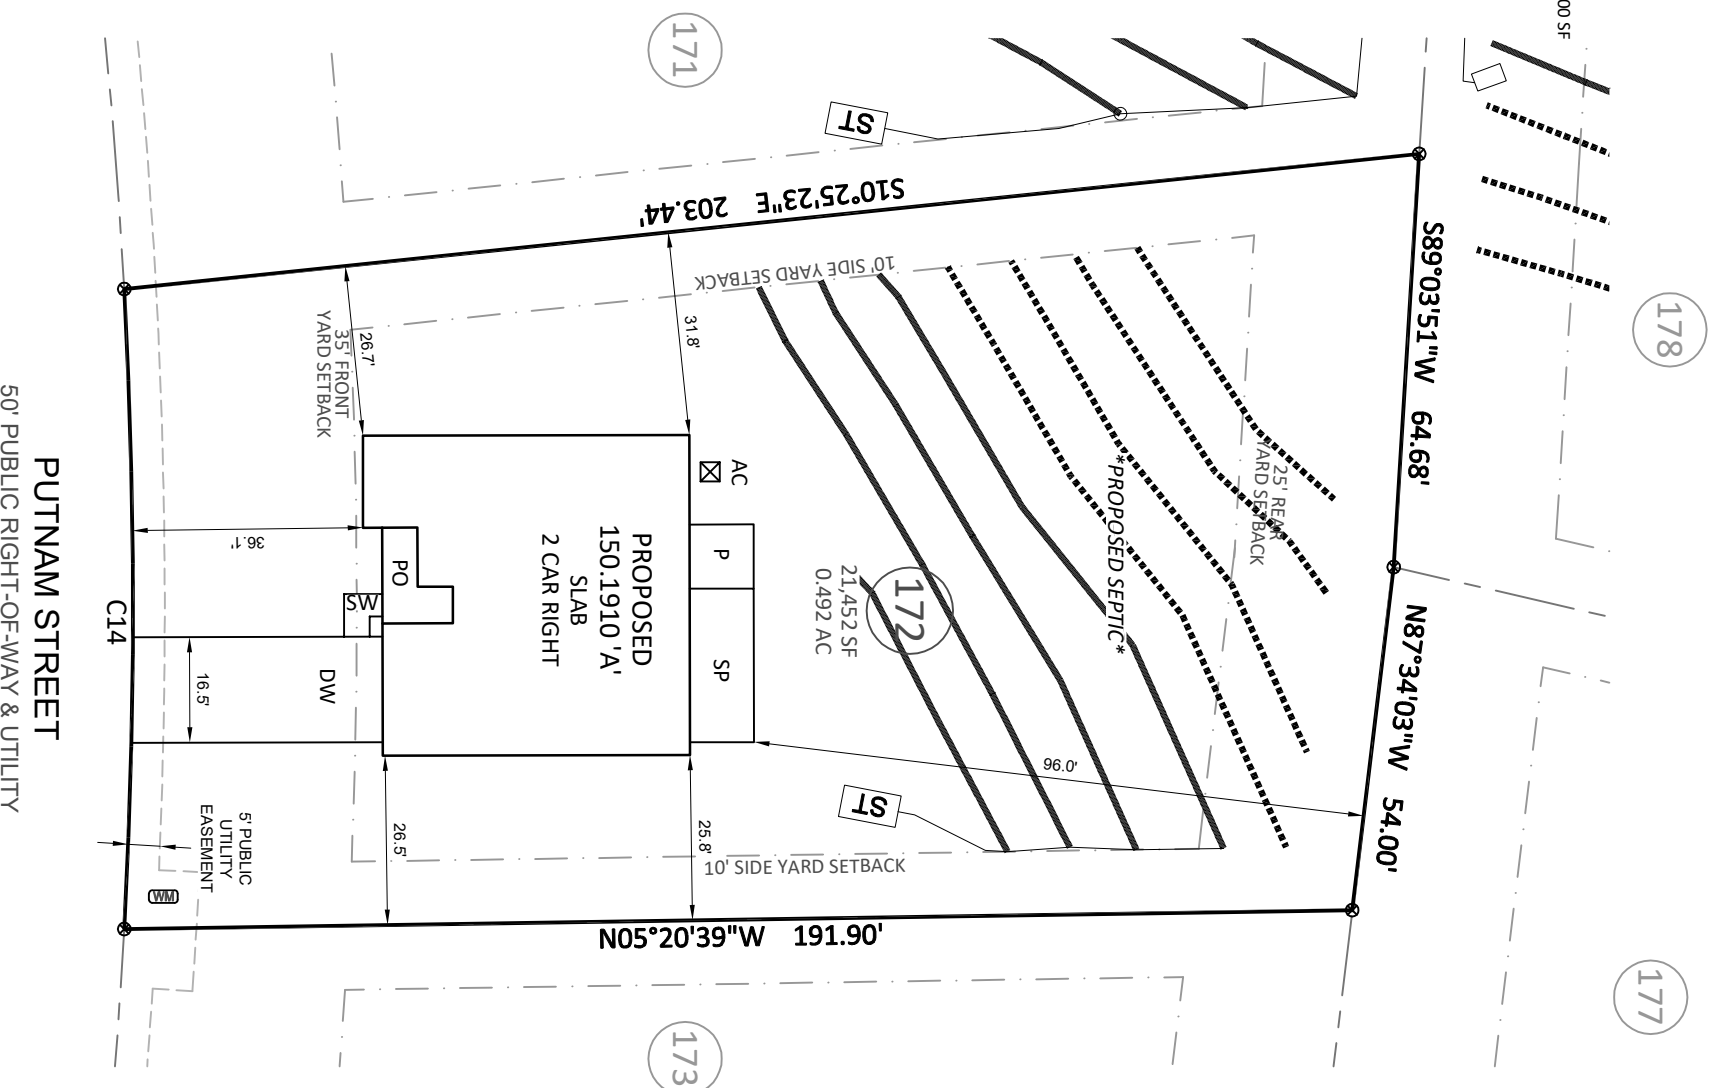 171
00 SF
178
ST
S10°25'23"E 203.44'
S89°03'51"W 64.68'
10' SIDE YARD SETBACK
35' FRONT
YARD SETBACK
26.7'
31.8'
25' REAR
YARD SETBACK
*PROPOSED SEPTIC*
AC
P
SP
PROPOSED
150.1910 'A'
SLAB
2 CAR RIGHT
172
21,452 SF
0.492 AC
36.1'
PO
SW
DW
16.5'
C14
PUTNAM STREET
50' PUBLIC RIGHT-OF-WAY & UTILITY
N87°34'03"W 54.00'
96.0'
ST
26.5'
25.8'
10' SIDE YARD SETBACK
5' PUBLIC
UTILITY
EASEMENT
WM
N05°20'39"W 191.90'
177
173